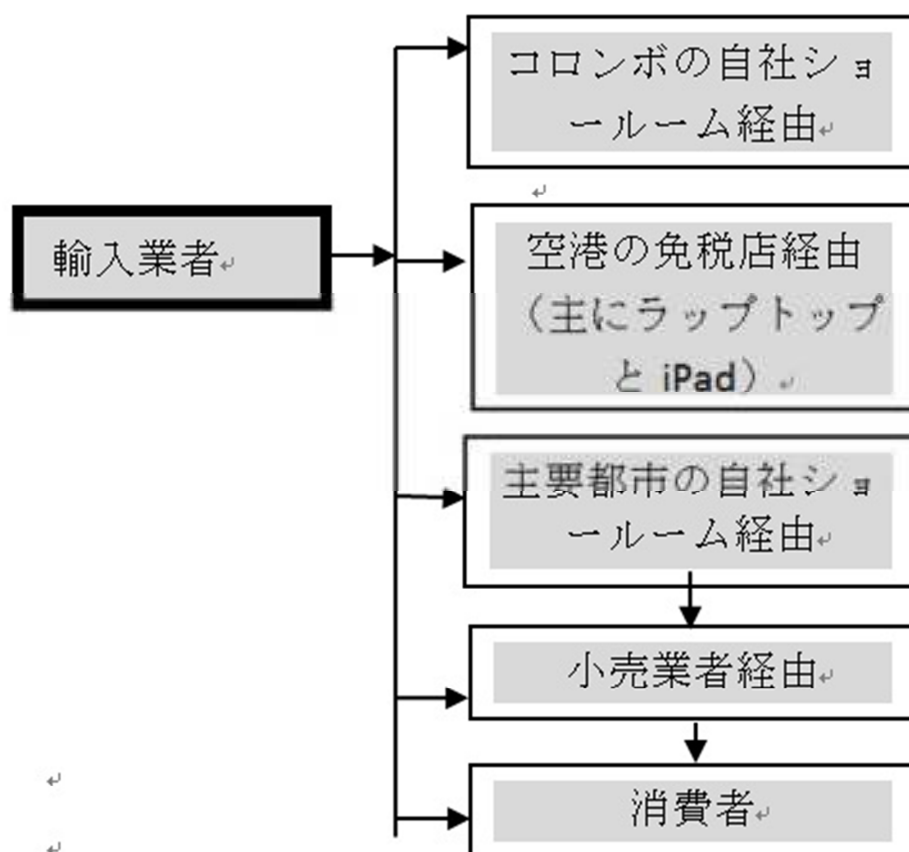 コロンボの自社ショ
ールーム経由
輸入業者
空港の免税店経由
（主にラップトップ
と iPad）
主要都市の自社ショ
ールーム経由
小売業者経由
消費者